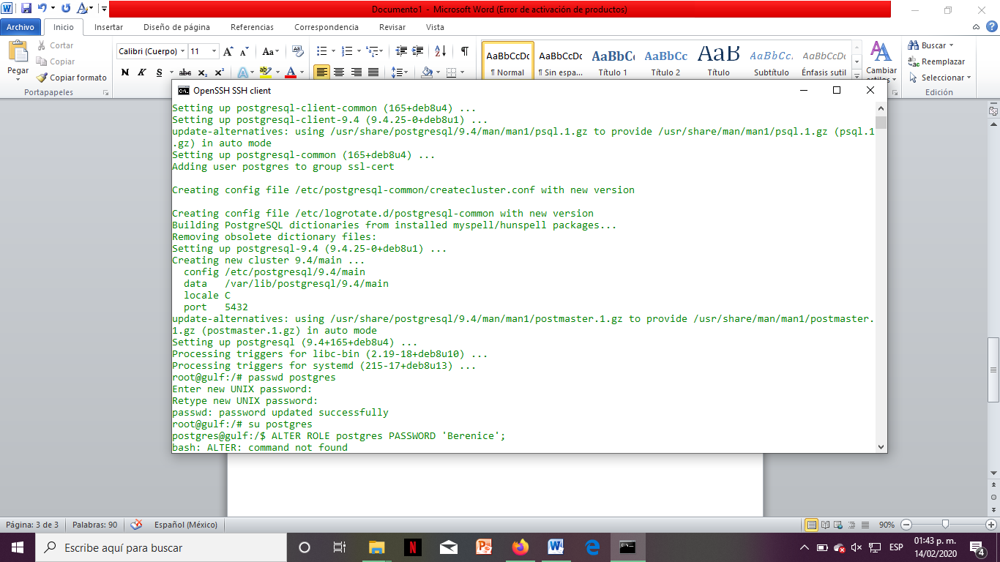 Documento1 - Microsoft Word (Error de activación de productos)
Archivo Inicio Insertar Diseño de página Referencias Correspondencia Revisar Vista
Pegar
Cortar
Copiar
Copiar formato
Portapapeles
Calibri (Cuerpo) 11
N K S abc x₂ x²
AaBbCcDc AaBbCcDc AaBbCc AaBbCc AaB AaBbCc. AaBbCcDc
¶ Normal ¶ Sin espa... Título 1 Título 2 Título Subtítulo Énfasis sutil
Cambiar
Buscar
Reemplazar
Seleccionar
Edición
OpenSSH SSH client
Setting up postgresql-client-common (165+deb8u4) ...
Setting up postgresql-client-9.4 (9.4.25-0+deb8u1) ...
update-alternatives: using /usr/share/postgresql/9.4/man/man1/psql.1.gz to provide /usr/share/man/man1/psql.1.gz (psql.1
.gz) in auto mode
Setting up postgresql-common (165+deb8u4) ...
Adding user postgres to group ssl-cert
Creating config file /etc/postgresql-common/createcluster.conf with new version
Creating config file /etc/logrotate.d/postgresql-common with new version
Building PostgreSQL dictionaries from installed myspell/hunspell packages...
Removing obsolete dictionary files:
Setting up postgresql-9.4 (9.4.25-0+deb8u1) ...
Creating new cluster 9.4/main ...
config /etc/postgresql/9.4/main
data /var/lib/postgresql/9.4/main
locale C
port 5432
update-alternatives: using /usr/share/postgresql/9.4/man/man1/postmaster.1.gz to provide /usr/share/man/man1/postmaster.
1.gz (postmaster.1.gz) in auto mode
Setting up postgresql (9.4+165+deb8u4) ...
Processing triggers for libc-bin (2.19-18+deb8u10) ...
Processing triggers for systemd (215-17+deb8u13) ...
root@gulf:/# passwd postgres
Enter new UNIX password:
Retype new UNIX password:
passwd: password updated successfully
root@gulf:/# su postgres
postgres@gulf:/$ ALTER ROLE postgres PASSWORD 'Berenice';
bash: ALTER: command not found
Página: 3 de 3 Palabras: 90 Español (México) 90%
Escribe aquí para buscar
ESP
01:43 p. m.
14/02/2020
4